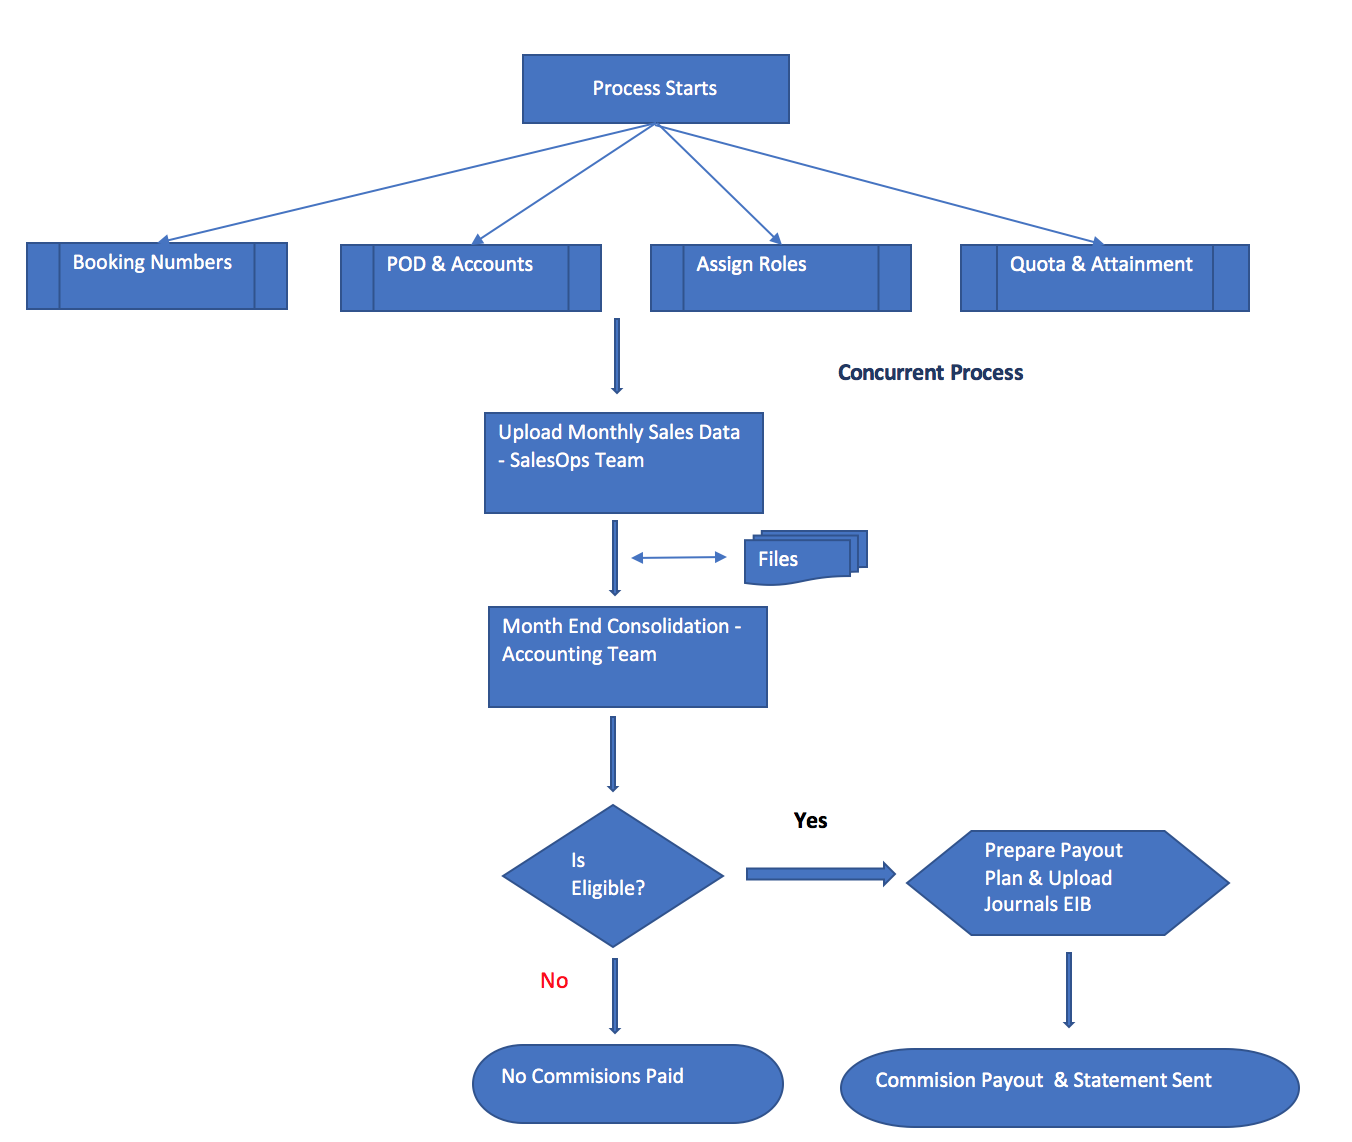 Process Starts
Booking Numbers
POD & Accounts
Assign Roles
Quota & Attainment
Concurrent Process
Upload Monthly Sales Data
- SalesOps Team
Files
Month End Consolidation -
Accounting Team
Is
Eligible?
Yes
Prepare Payout
Plan & Upload
Journals EIB
No
No Commisions Paid
Commision Payout & Statement Sent